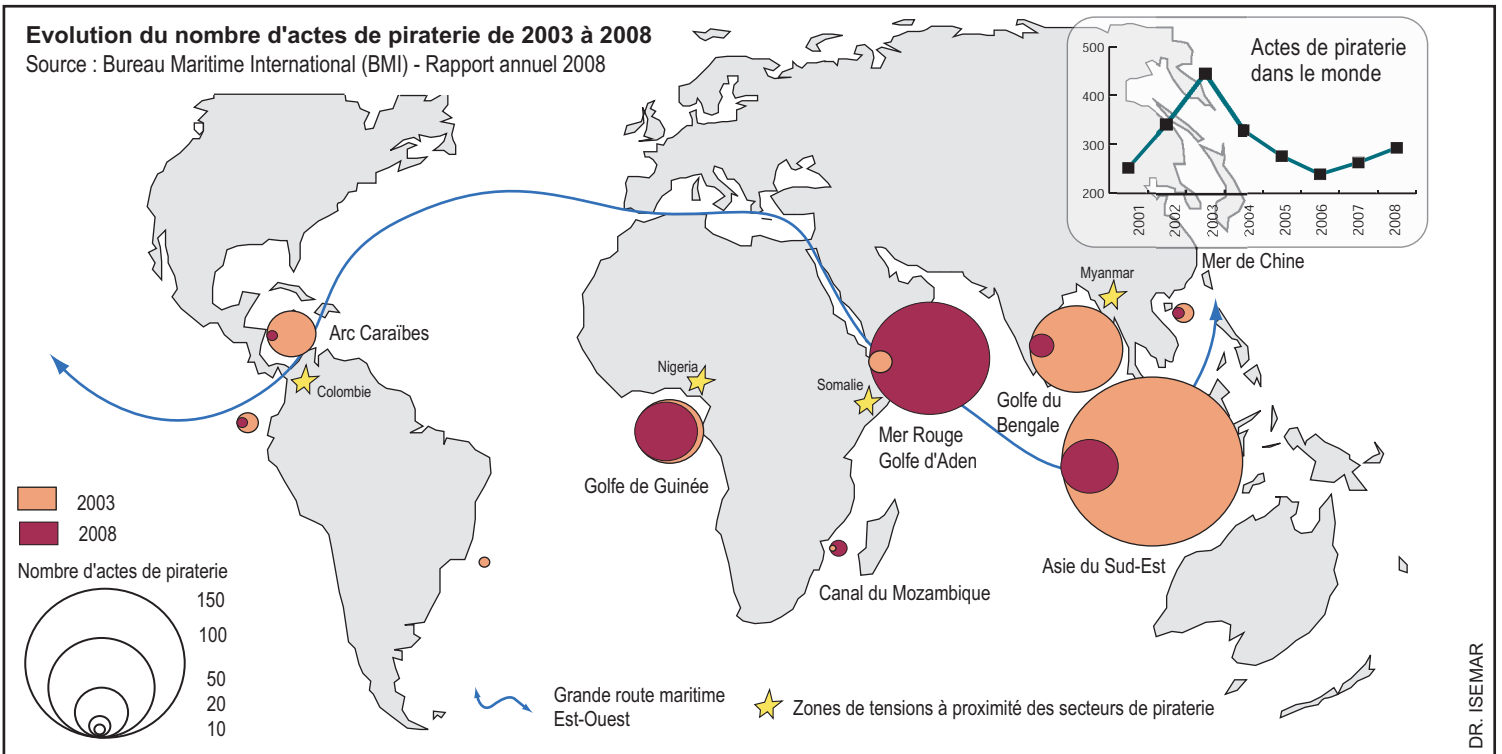 Evolution du nombre d'actes de piraterie de 2003 à 2008
Source : Bureau Maritime International (BMI) - Rapport annuel 2008
Actes de piraterie
dans le monde
500
400
300
200
2001
2002
2003
2004
2005
2006
2007
2008
Mer de Chine
Myanmar
Arc Caraïbes
Colombie
Nigeria
Somalie
Golfe du
Bengale
Mer Rouge
Golfe d'Aden
Golfe de Guinée
Asie du Sud-Est
Canal du Mozambique
2003
2008
Nombre d'actes de piraterie
150
100
50
20
10
Grande route maritime
Est-Ouest
Zones de tensions à proximité des secteurs de piraterie
DR. ISEMAR